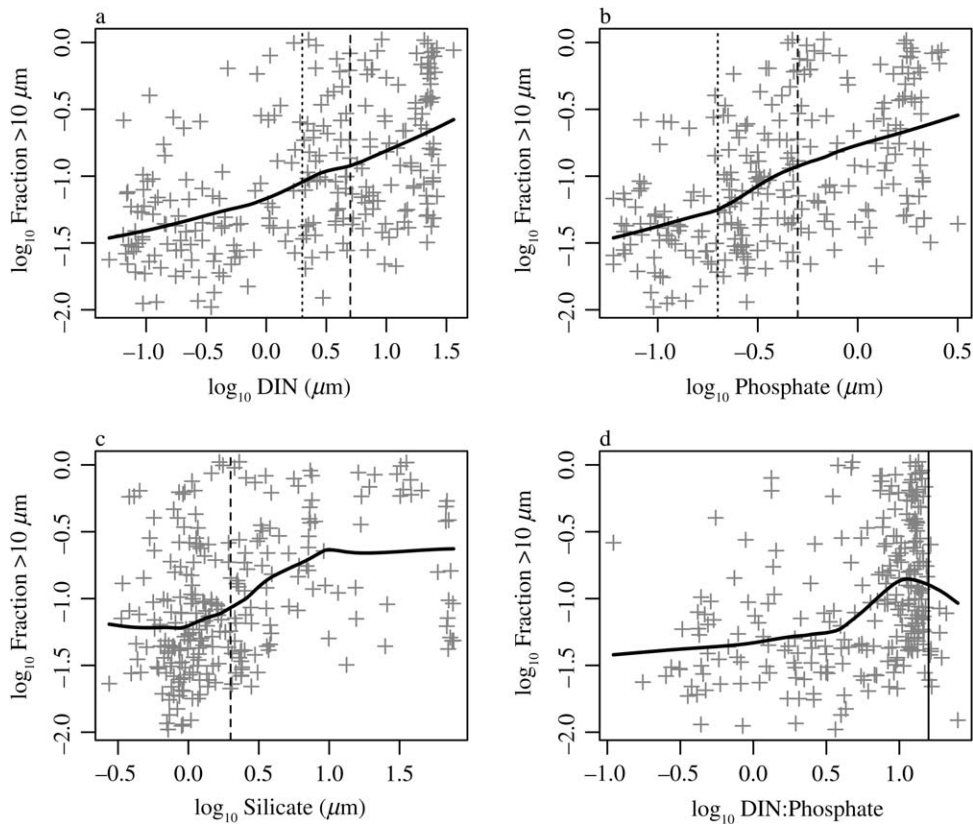 a
log10 Fraction >10 μm
0.0
−0.5
−1.0
−1.5
−2.0
−1.0 −0.5 0.0 0.5 1.0 1.5
log10 DIN (μm)
b
log10 Fraction >10 μm
0.0
−0.5
−1.0
−1.5
−2.0
−1.0 −0.5 0.0 0.5
log10 Phosphate (μm)
c
log10 Fraction >10 μm
0.0
−0.5
−1.0
−1.5
−2.0
−0.5 0.0 0.5 1.0 1.5
log10 Silicate (μm)
d
log10 Fraction >10 μm
0.0
−0.5
−1.0
−1.5
−2.0
−1.0 −0.5 0.0 0.5 1.0
log10 DIN:Phosphate